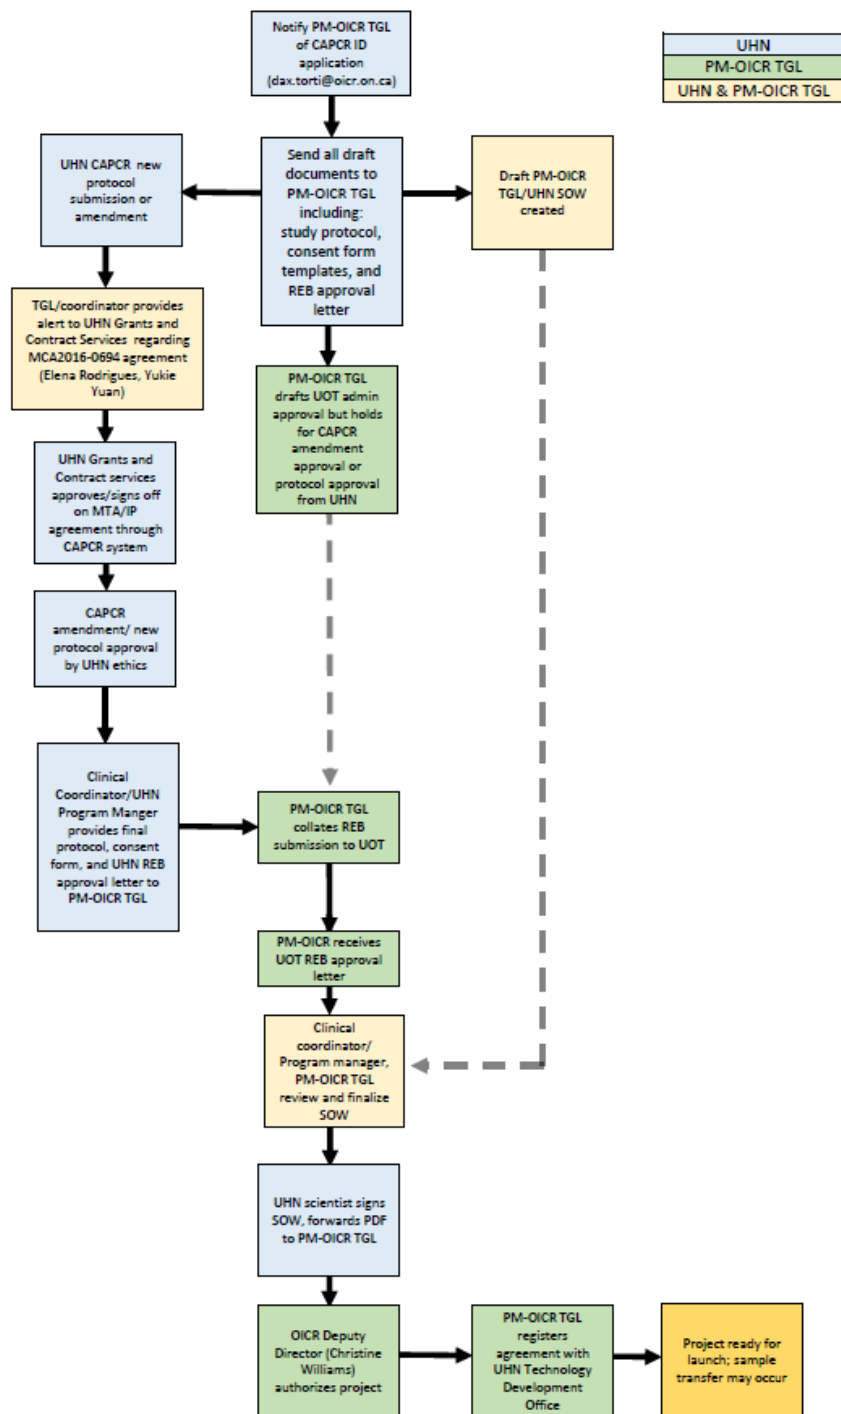 Notify PM-OICR TGL
of CAPCR ID
application
(dax.torti@oicr.on.ca)
UHN
PM-OICR TGL
UHN & PM-OICR TGL
UHN CAPCR new
protocol
submission or
amendment
Send all draft
documents to
PM-OICR TGL
including:
study protocol,
consent form
templates, and
REB approval
letter
Draft PM-OICR
TGL/UHN SOW
created
TGL/coordinator provides
alert to UHN Grants and
Contract Services regarding
MCA2016-0694 agreement
(Elena Rodrigues, Yukie
Yuan)
PM-OICR TGL
drafts UOT admin
approval but holds
for CAPCR
amendment
approval or
protocol approval
from UHN
UHN Grants and
Contract services
approves/signs off
on MTA/IP
agreement through
CAPCR system
CAPCR
amendment/ new
protocol approval
by UHN ethics
Clinical
Coordinator/UHN
Program Manger
provides final
protocol, consent
form, and UHN REB
approval letter to
PM-OICR TGL
PM-OICR TGL
collates REB
submission to UOT
PM-OICR receives
UOT REB approval
letter
Clinical
coordinator/
Program manager,
PM-OICR TGL
review and finalize
SOW
UHN scientist signs
SOW, forwards PDF
to PM-OICR TGL
OICR Deputy
Director (Christine
Williams)
authorizes project
PM-OICR TGL
registers
agreement with
UHN Technology
Development
Office
Project ready for
launch; sample
transfer may occur